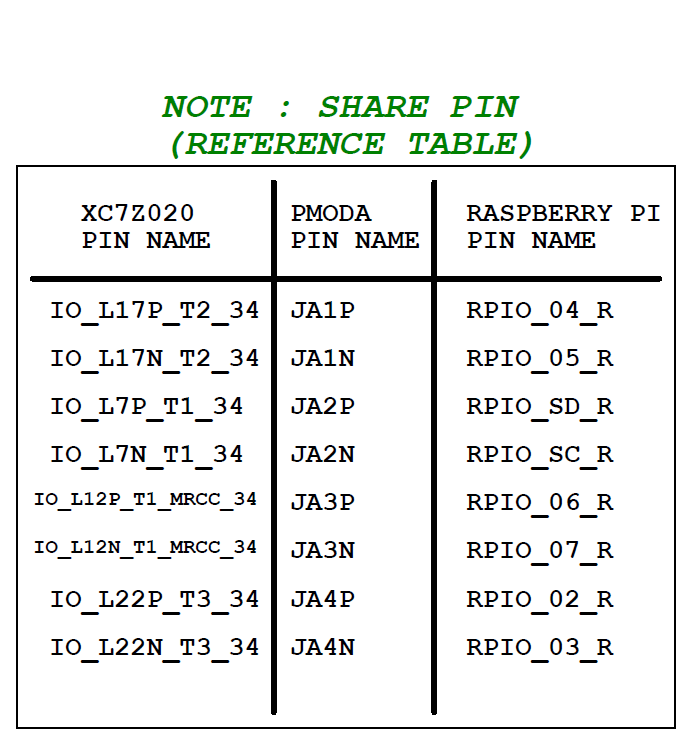 NOTE : SHARE PIN
(REFERENCE TABLE)
XC7Z020 PMODA RASPBERRY PI
PIN NAME PIN NAME PIN NAME
IO_L17P_T2_34 JA1P RPIO_04_R
IO_L17N_T2_34 JA1N RPIO_05_R
IO_L7P_T1_34 JA2P RPIO_SD_R
IO_L7N_T1_34 JA2N RPIO_SC_R
IO_L12P_T1_MRCC_34 JA3P RPIO_06_R
IO_L12N_T1_MRCC_34 JA3N RPIO_07_R
IO_L22P_T3_34 JA4P RPIO_02_R
IO_L22N_T3_34 JA4N RPIO_03_R